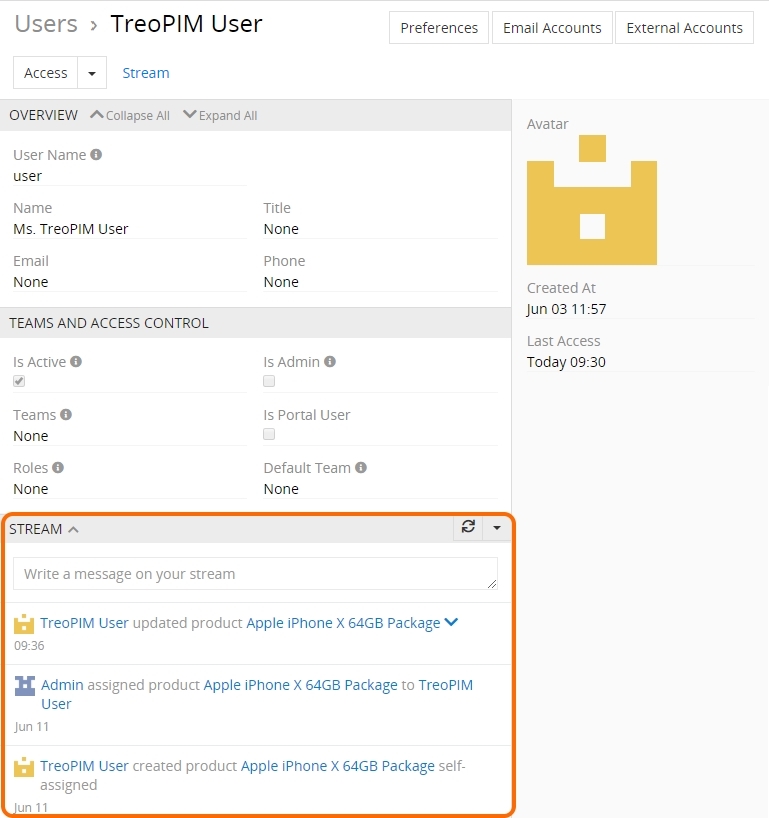 Users › TreoPIM User
Preferences
Email Accounts
External Accounts
Access
Stream
OVERVIEW Collapse All Expand All
User Name
user
Name
Ms. TreoPIM User
Title
None
Email
None
Phone
None
TEAMS AND ACCESS CONTROL
Is Active
Is Admin
Teams
None
Is Portal User
Roles
None
Default Team
None
STREAM
Write a message on your stream
TreoPIM User updated product Apple iPhone X 64GB Package
09:36
Admin assigned product Apple iPhone X 64GB Package to TreoPIM
User
Jun 11
TreoPIM User created product Apple iPhone X 64GB Package self-
assigned
Jun 11
Avatar
Created At
Jun 03 11:57
Last Access
Today 09:30